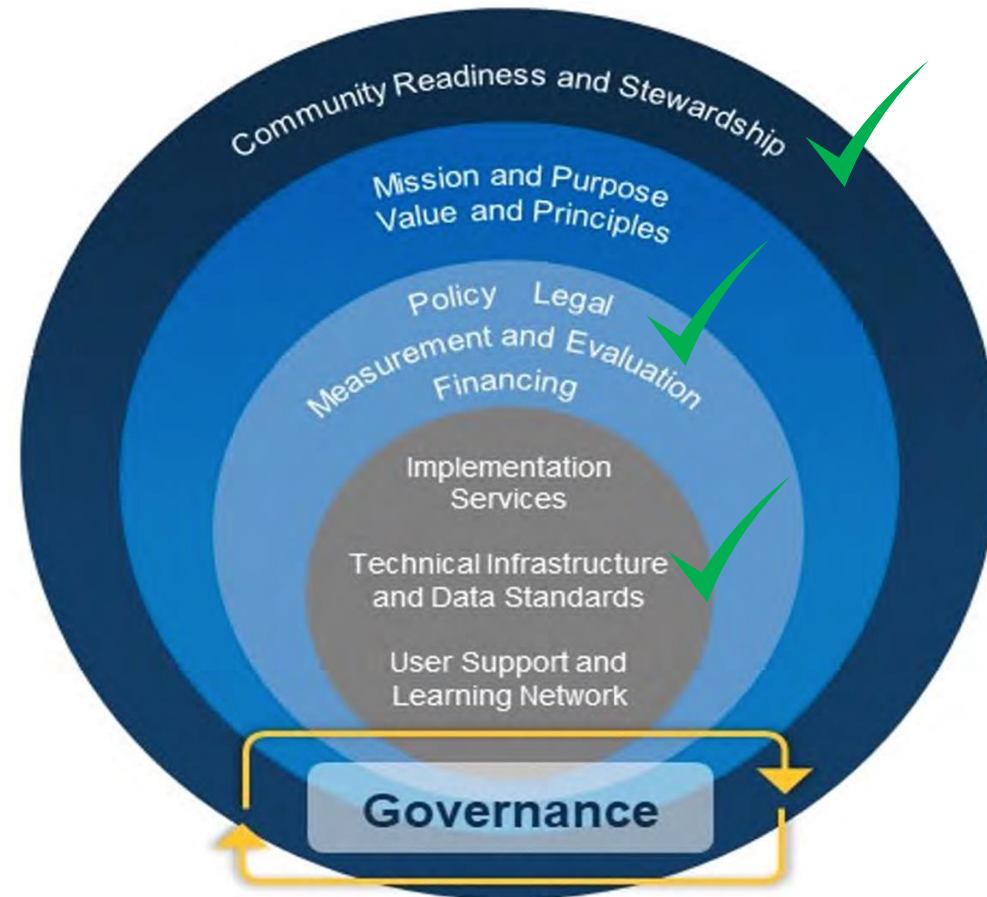 Community Readiness and Stewardship
Mission and Purpose
Value and Principles
Policy Legal
Measurement and Evaluation
Financing
Implementation
Services
Technical Infrastructure
and Data Standards
User Support and
Learning Network
Governance